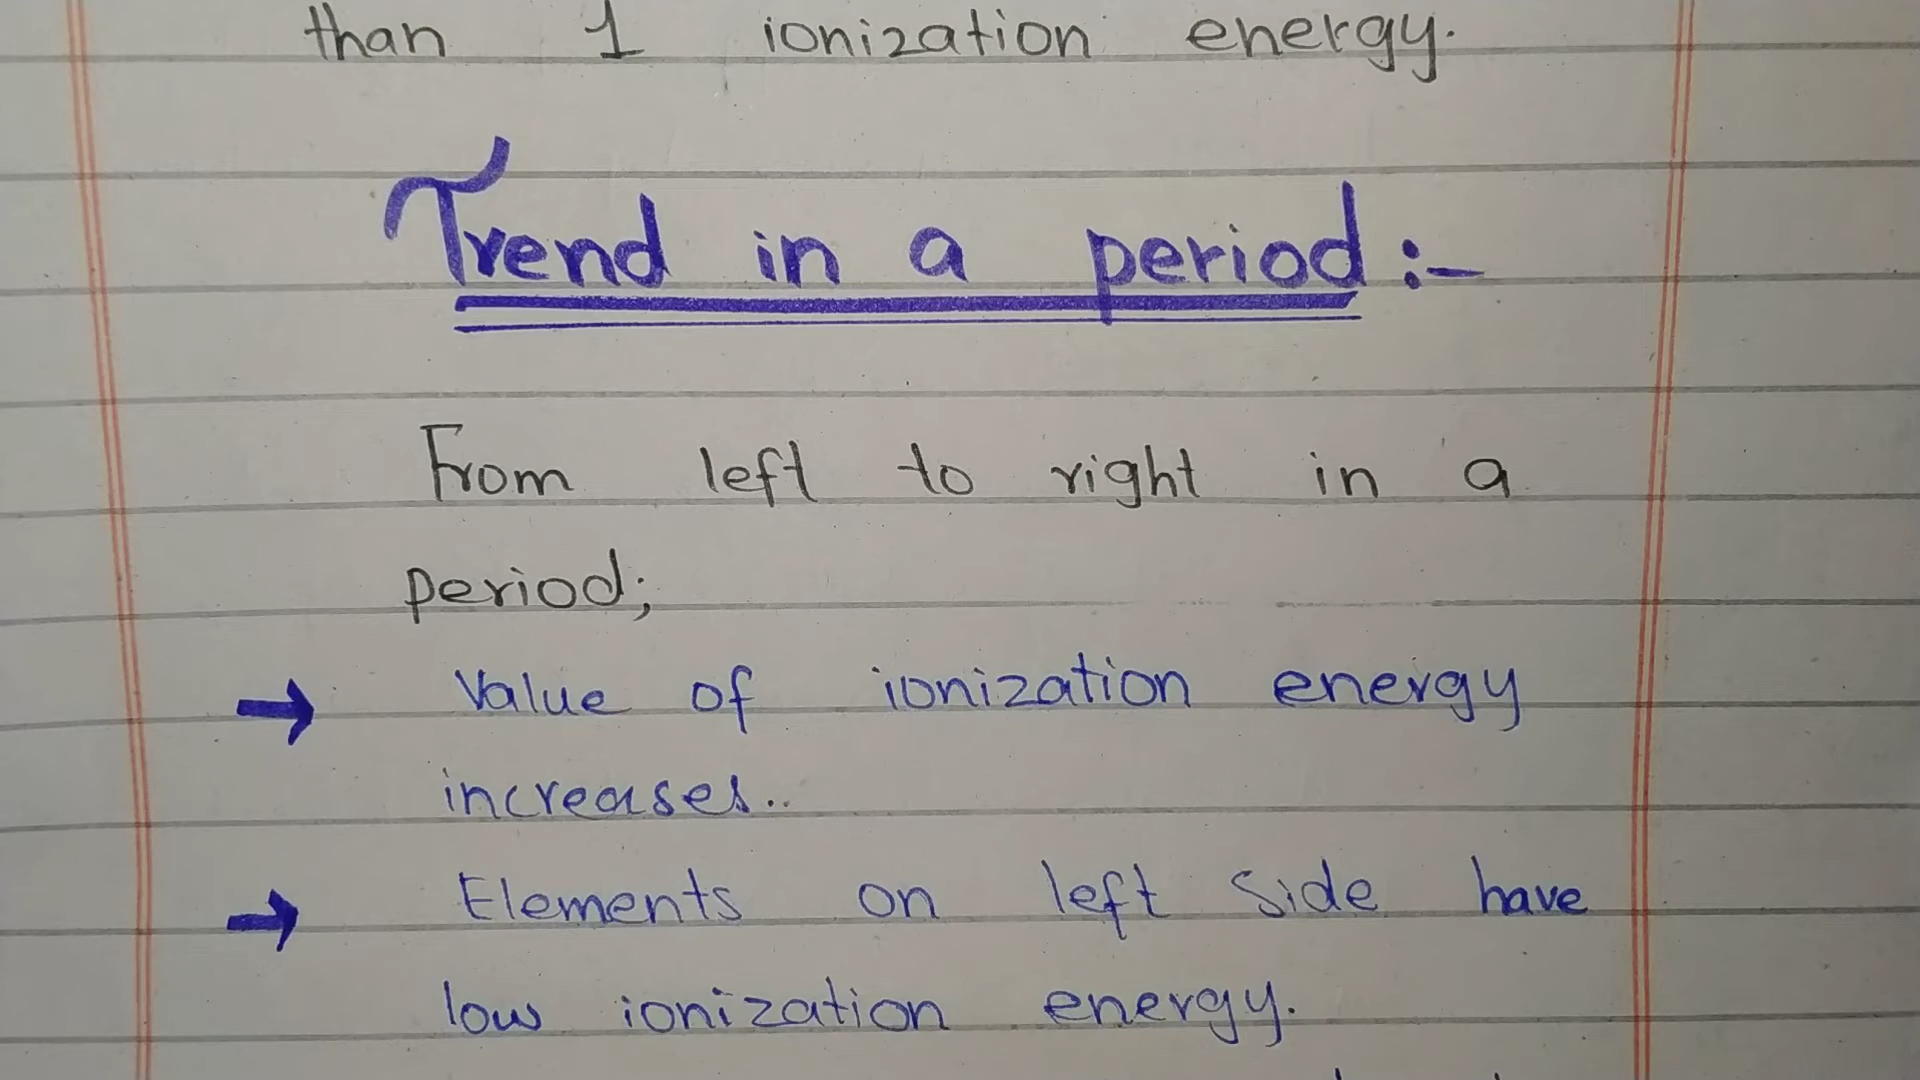 than 1 ionization energy.
Trend in a period:-
From left to right in a
period;
→ Value of ionization energy
increases..
→ Elements on left side have
low ionization energy.